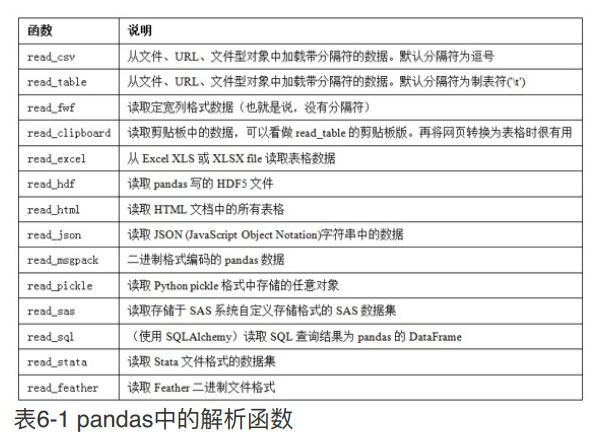 函数 说明
read_csv 从文件、URL、文件型对象中加载带分隔符的数据。默认分隔符为逗号
read_table 从文件、URL、文件型对象中加载带分隔符的数据。默认分隔符为制表符('\t')
read_fwf 读取定宽列格式数据（也就是说，没有分隔符）
read_clipboard 读取剪贴板中的数据，可以看做 read_table 的剪贴板版。再将网页转换为表格时很有用
read_excel 从 Excel XLS 或 XLSX file 读取表格数据
read_hdf 读取 pandas 写的 HDF5 文件
read_html 读取 HTML 文档中的所有表格
read_json 读取 JSON (JavaScript Object Notation)字符串中的数据
read_msgpack 二进制格式编码的 pandas 数据
read_pickle 读取 Python pickle 格式中存储的任意对象
read_sas 读取存储于 SAS 系统自定义存储格式的 SAS 数据集
read_sql （使用 SQLAlchemy）读取 SQL 查询结果为 pandas 的 DataFrame
read_stata 读取 Stata 文件格式的数据集
read_feather 读取 Feather 二进制文件格式
表6-1 pandas中的解析函数